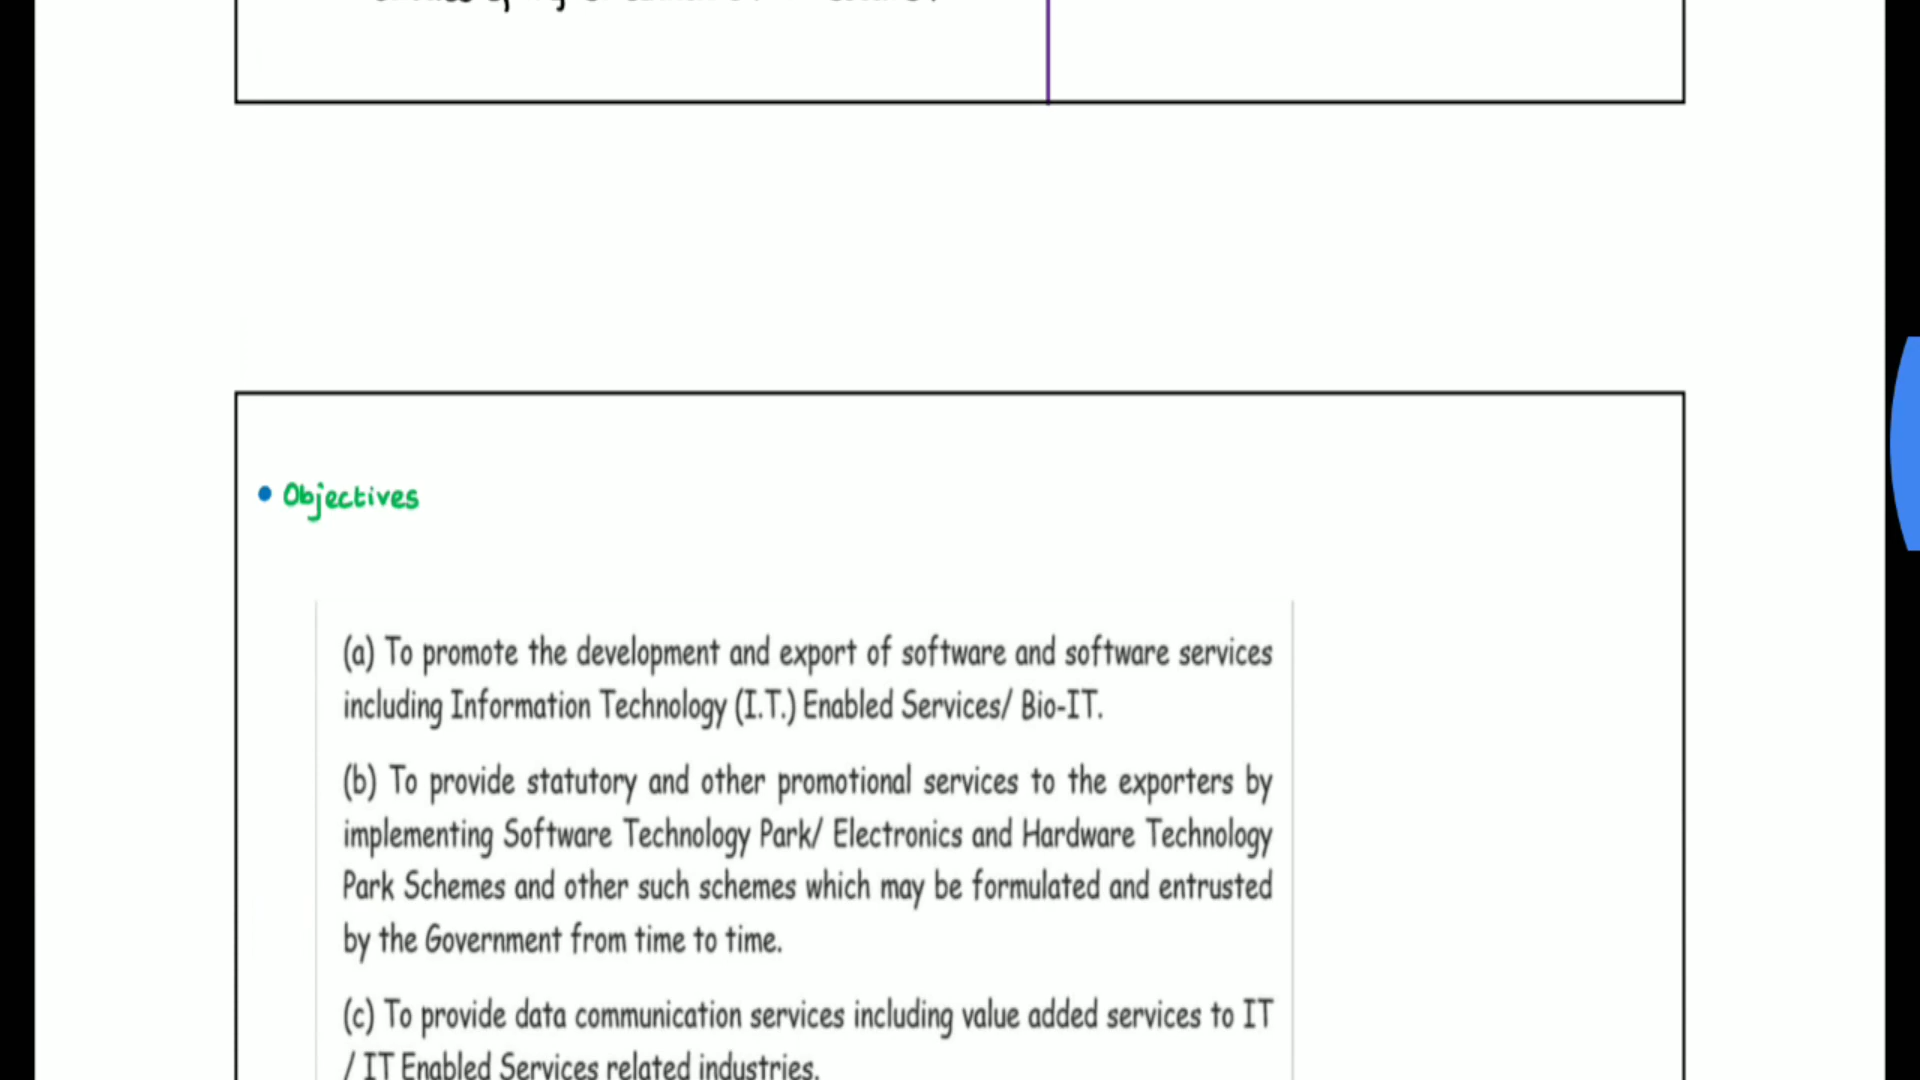 Objectives
(a) To promote the development and export of software and software services
including Information Technology (I.T.) Enabled Services/ Bio-IT.
(b) To provide statutory and other promotional services to the exporters by
implementing Software Technology Park/ Electronics and Hardware Technology
Park Schemes and other such schemes which may be formulated and entrusted
by the Government from time to time.
(c) To provide data communication services including value added services to IT
/ IT Enabled Services related industries.